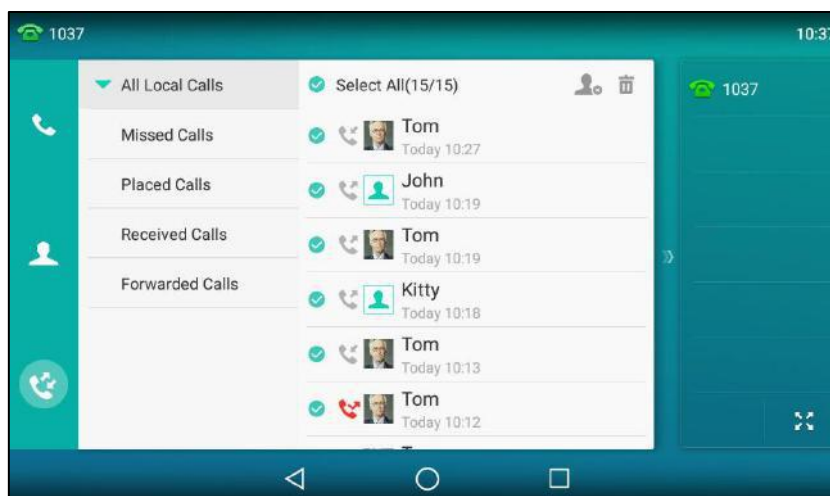 1037
10:37
All Local Calls
Missed Calls
Placed Calls
Received Calls
Forwarded Calls
Select All(15/15)
Tom
Today 10:27
John
Today 10:19
Tom
Today 10:19
Kitty
Today 10:18
Tom
Today 10:13
Tom
Today 10:12
1037